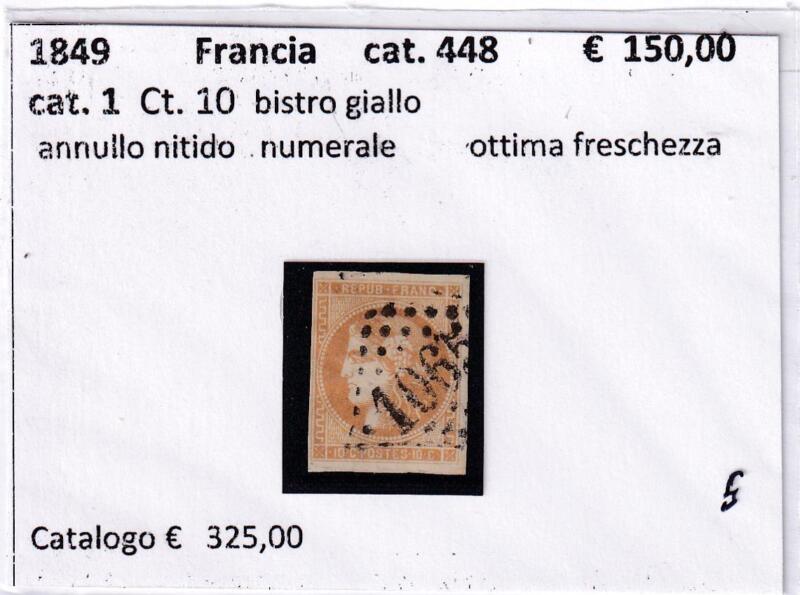 1849 Francia cat. 448 € 150,00
cat. 1 Ct. 10 bistro giallo
annullo nitido numerale ottima freschezza
REPUB·FRANC
10·C·POSTES·10·C
Catalogo € 325,00